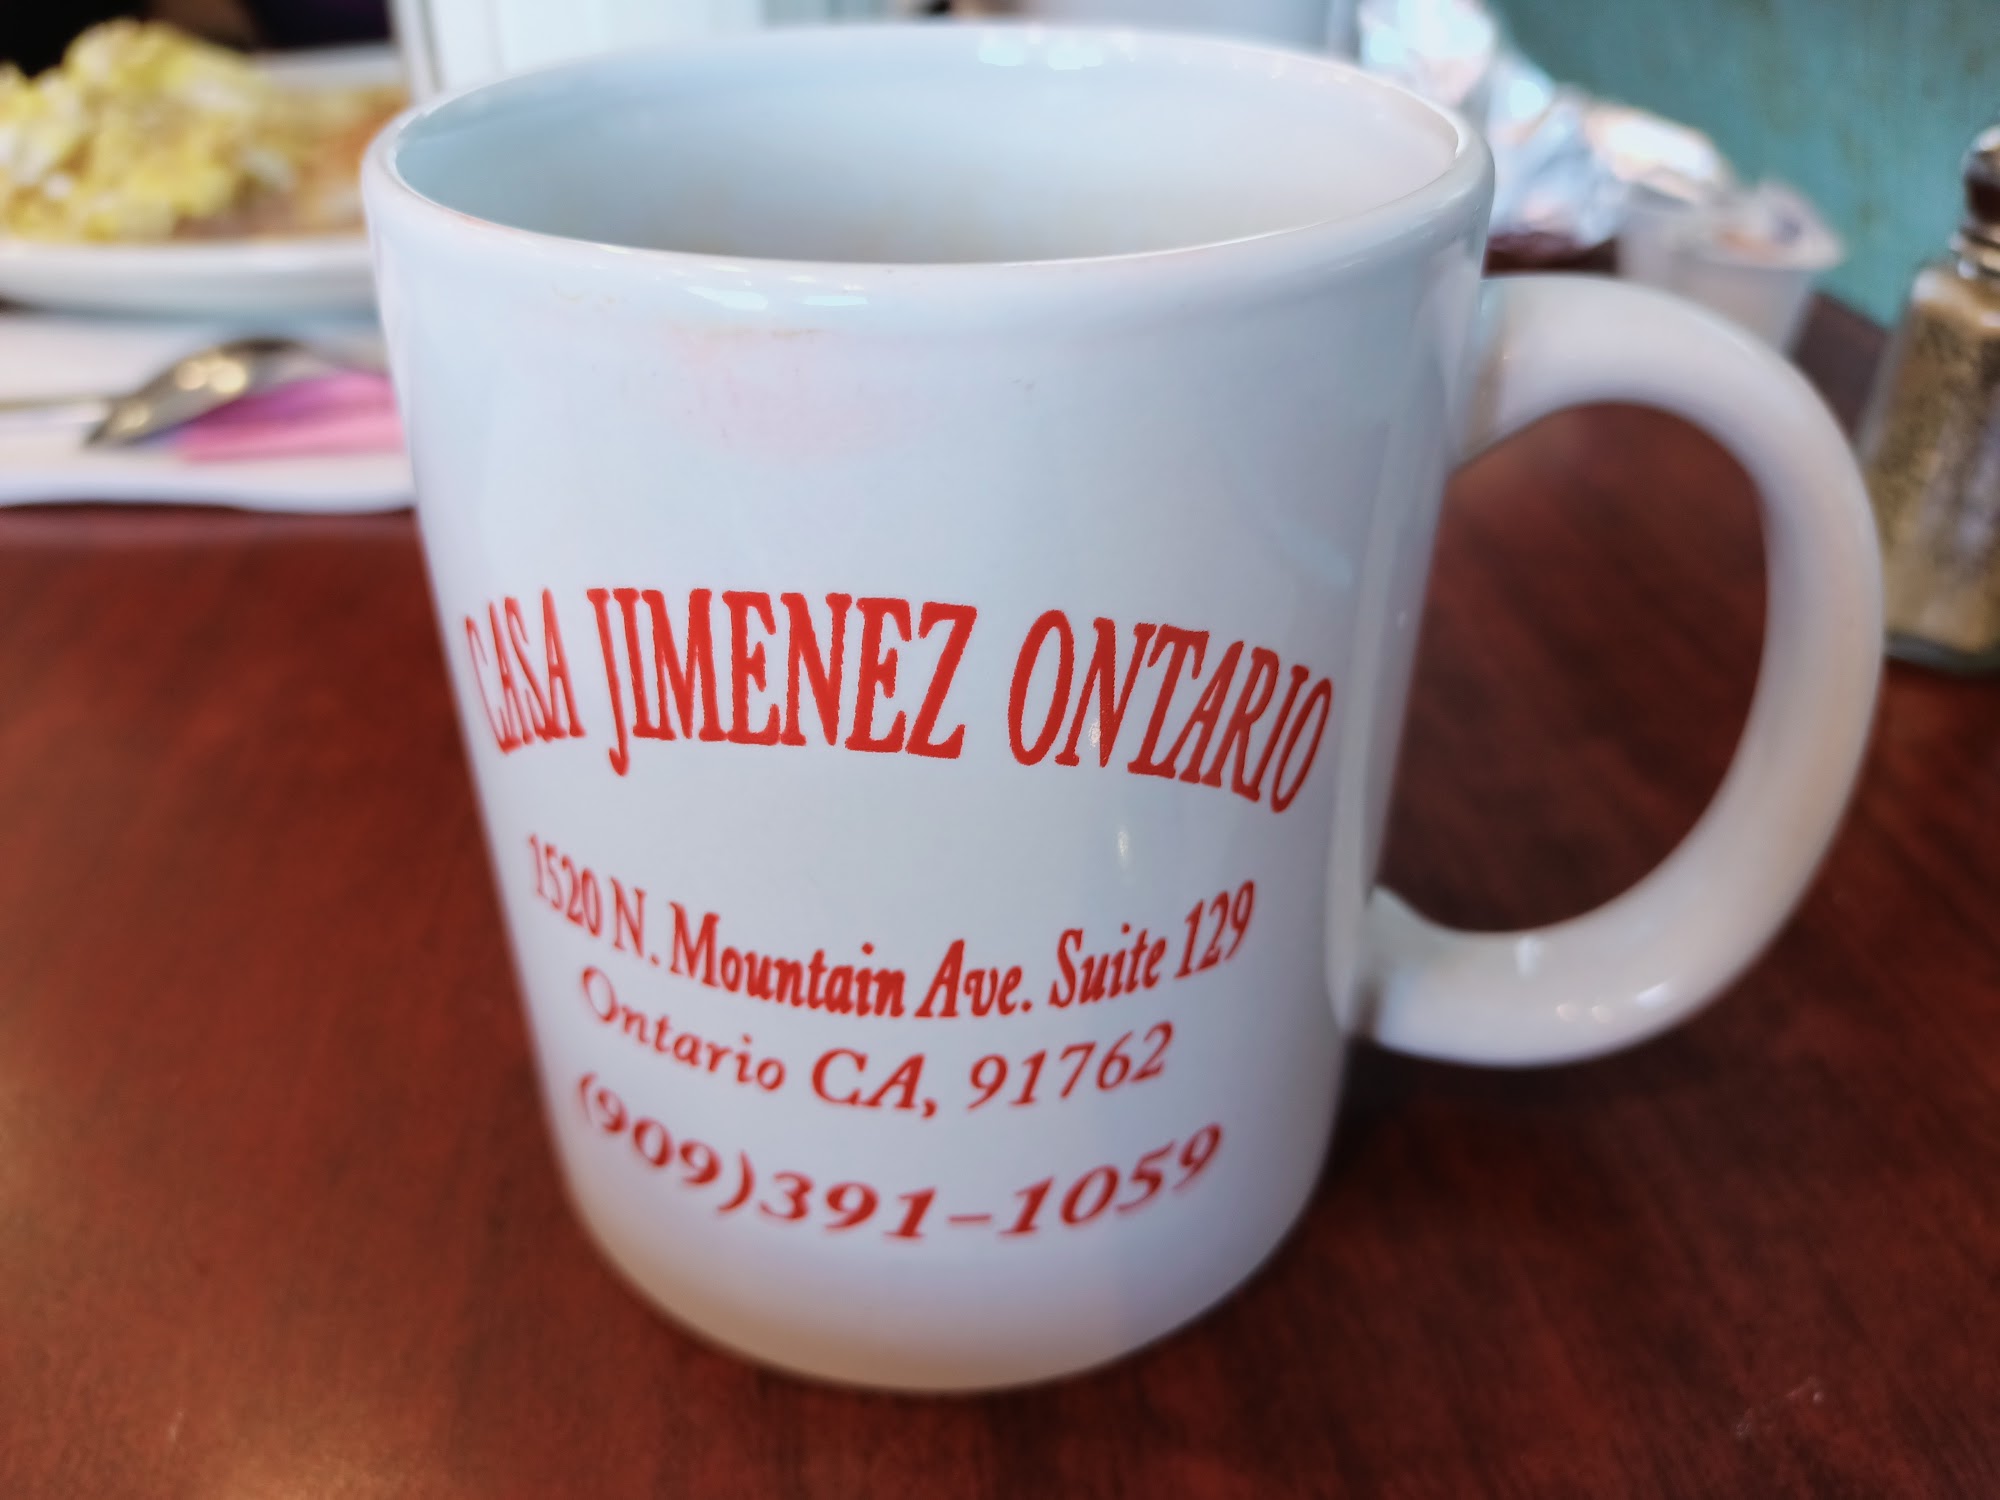 CASA JIMENEZ ONTARIO
1520 N. Mountain Ave. Suite 129
Ontario CA, 91762
(909)391-1059